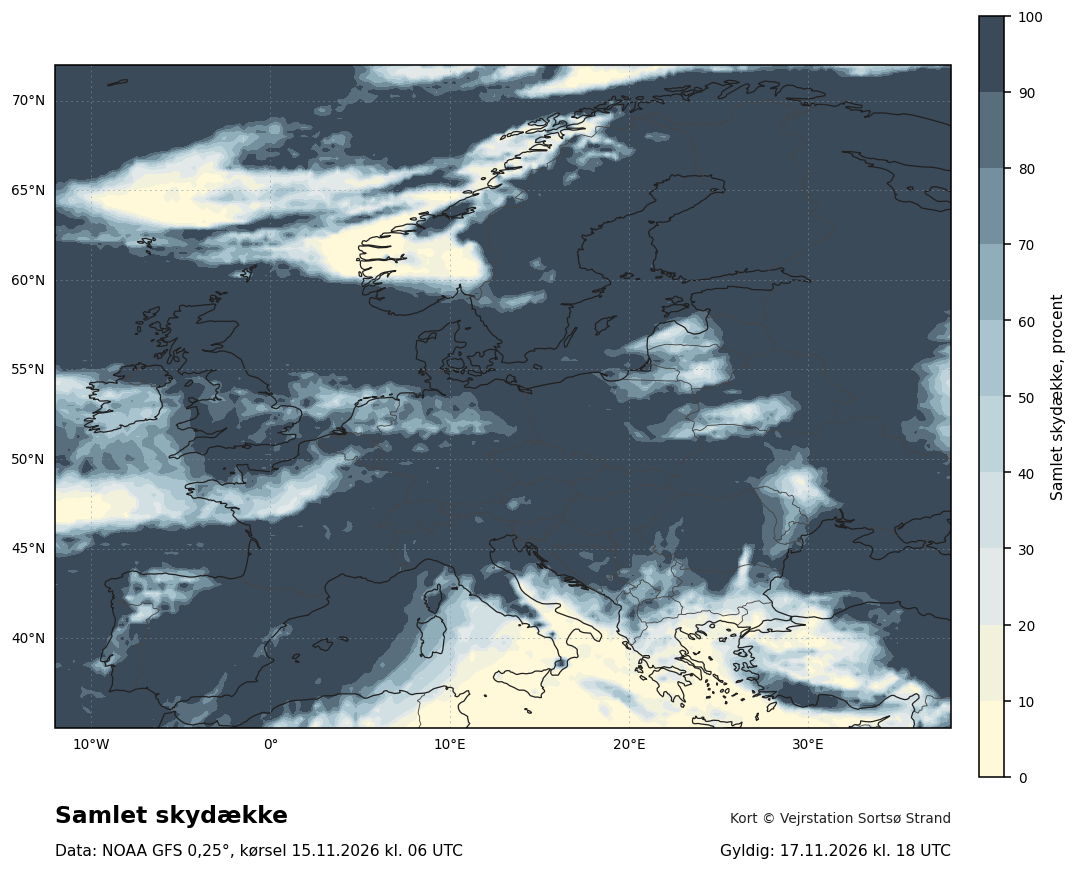 70°N
65°N
60°N
55°N
50°N
45°N
40°N
10°W
0°
10°E
20°E
30°E
100
90
80
70
60
50
40
30
20
10
0
Samlet skydække, procent
Samlet skydække
Kort © Vejrstation Sortsø Strand
Data: NOAA GFS 0,25°, kørsel 15.11.2026 kl. 06 UTC
Gyldig: 17.11.2026 kl. 18 UTC